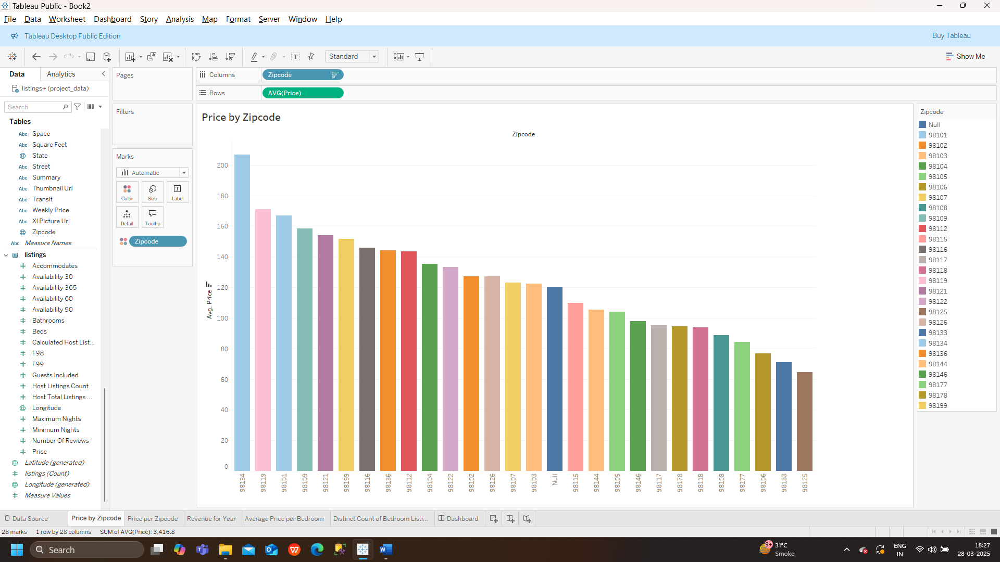 Tableau Public - Book2
File Data Worksheet Dashboard Story Analysis Map Format Server Window Help
Tableau Desktop Public Edition
Buy Tableau
Standard
Show Me
Data Analytics
listings+ (project_data)
Search
Tables
Abc Space
Abc Square Feet
State
Abc Street
Abc Summary
Abc Thumbnail Url
Abc Transit
Abc Weekly Price
Abc Xl Picture Url
Zipcode
Abc Measure Names
listings
Accommodates
Availability 30
Availability 365
Availability 60
Availability 90
Bathrooms
Beds
Calculated Host List...
F98
F99
Guests Included
Host Listings Count
Host Total Listings ...
Longitude
Maximum Nights
Minimum Nights
Number Of Reviews
Price
Latitude (generated)
listings (Count)
Longitude (generated)
Measure Values
Pages
Filters
Marks
Automatic
Color Size Label
Detail Tooltip
Zipcode
Columns Zipcode
Rows AVG(Price)
Price by Zipcode
Zipcode
Avg. Price
200
180
160
140
120
100
80
60
40
20
0
98134 98119 98101 98109 98121 98199 98116 98136 98112 98104 98122 98102 98126 98107 98103 Null 98115 98144 98105 98146 98117 98178 98118 98108 98177 98106 98133 98125
Zipcode
Null
98101
98102
98103
98104
98105
98106
98107
98108
98109
98112
98115
98116
98117
98118
98119
98121
98122
98125
98126
98133
98134
98136
98144
98146
98177
98178
98199
Data Source Price by Zipcode Price per Zipcode Revenue for Year Average Price per Bedroom Distinct Count of Bedroom Listi... Dashboard
28 marks 1 row by 28 columns SUM of AVG(Price): 3,416.8
Search
9+
31°C
Smoke
ENG
IN
18:27
28-03-2025